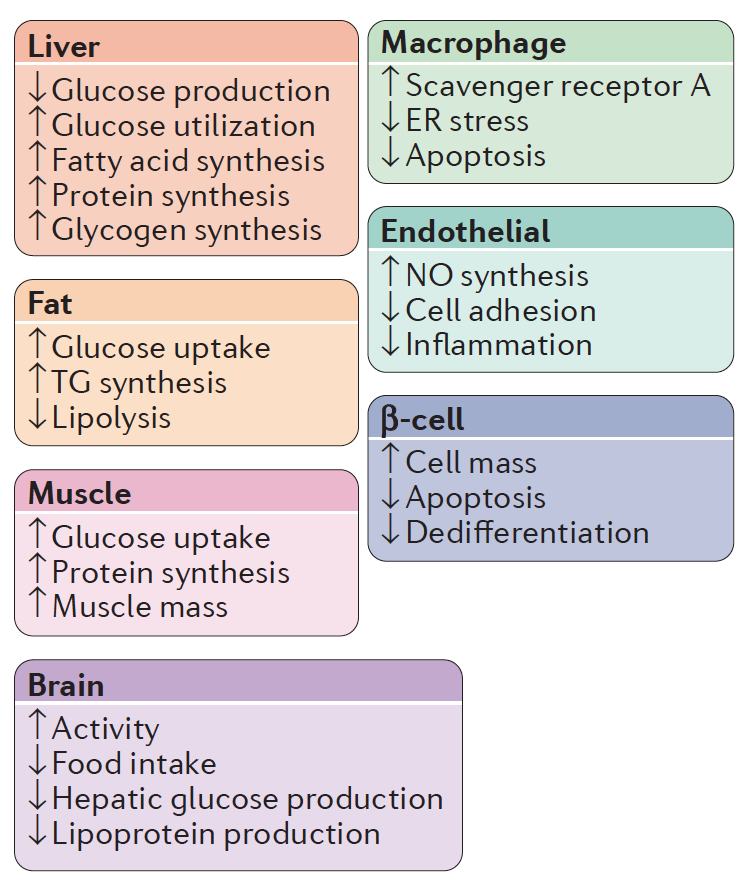 Liver
↓Glucose production
↑Glucose utilization
↑Fatty acid synthesis
↑Protein synthesis
↑Glycogen synthesis
Fat
↑Glucose uptake
↑TG synthesis
↓Lipolysis
Muscle
↑Glucose uptake
↑Protein synthesis
↑Muscle mass
Brain
↑Activity
↓Food intake
↓Hepatic glucose production
↓Lipoprotein production
Macrophage
↑Scavenger receptor A
↓ER stress
↓Apoptosis
Endothelial
↑NO synthesis
↓Cell adhesion
↓Inflammation
β-cell
↑Cell mass
↓Apoptosis
↓Dedifferentiation